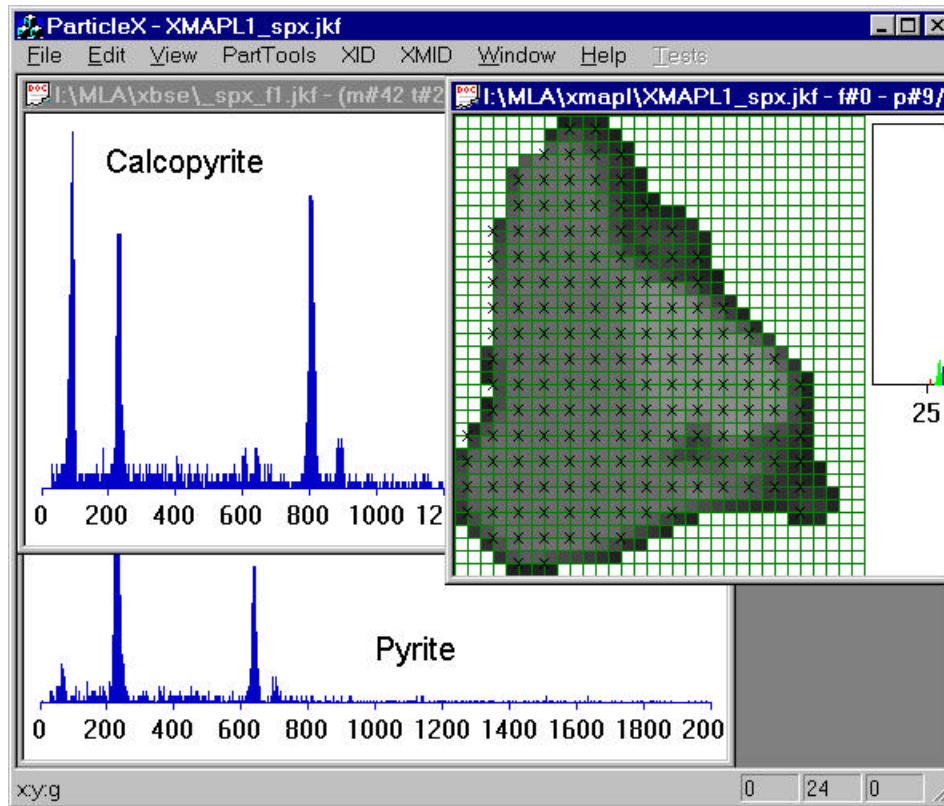 ParticleX - XMAPL1_spx.jkf
File Edit View PartTools XID XMID Window Help Tests
I:\MLA\xbse\_spx_f1.jkf - (m#42 t#2
I:\MLA\xmapl\XMAPL1_spx.jkf - f#0 - p#9/
Calcopyrite
25
0 200 400 600 800 1000 12
Pyrite
0 200 400 600 800 1000 1200 1400 1600 1800 200
x:y:g
0 24 0